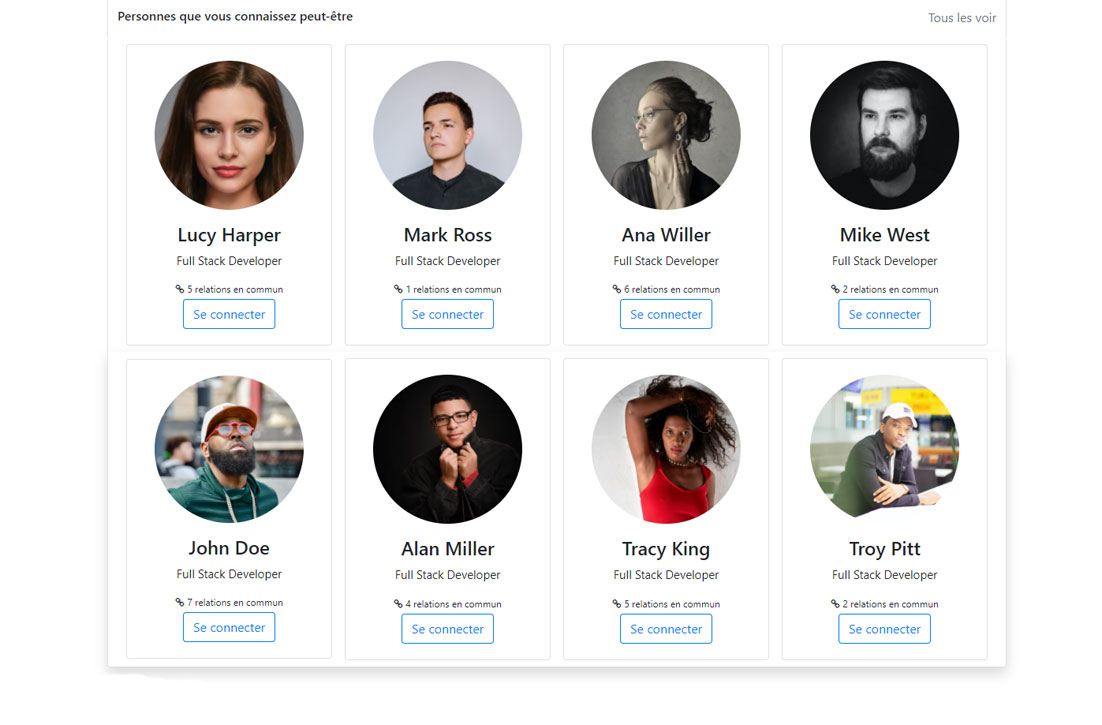 Personnes que vous connaissez peut-être
Tous les voir
Lucy Harper
Full Stack Developer
5 relations en commun
Se connecter
Mark Ross
Full Stack Developer
1 relations en commun
Se connecter
Ana Willer
Full Stack Developer
6 relations en commun
Se connecter
Mike West
Full Stack Developer
2 relations en commun
Se connecter
John Doe
Full Stack Developer
7 relations en commun
Se connecter
Alan Miller
Full Stack Developer
4 relations en commun
Se connecter
Tracy King
Full Stack Developer
5 relations en commun
Se connecter
Troy Pitt
Full Stack Developer
2 relations en commun
Se connecter